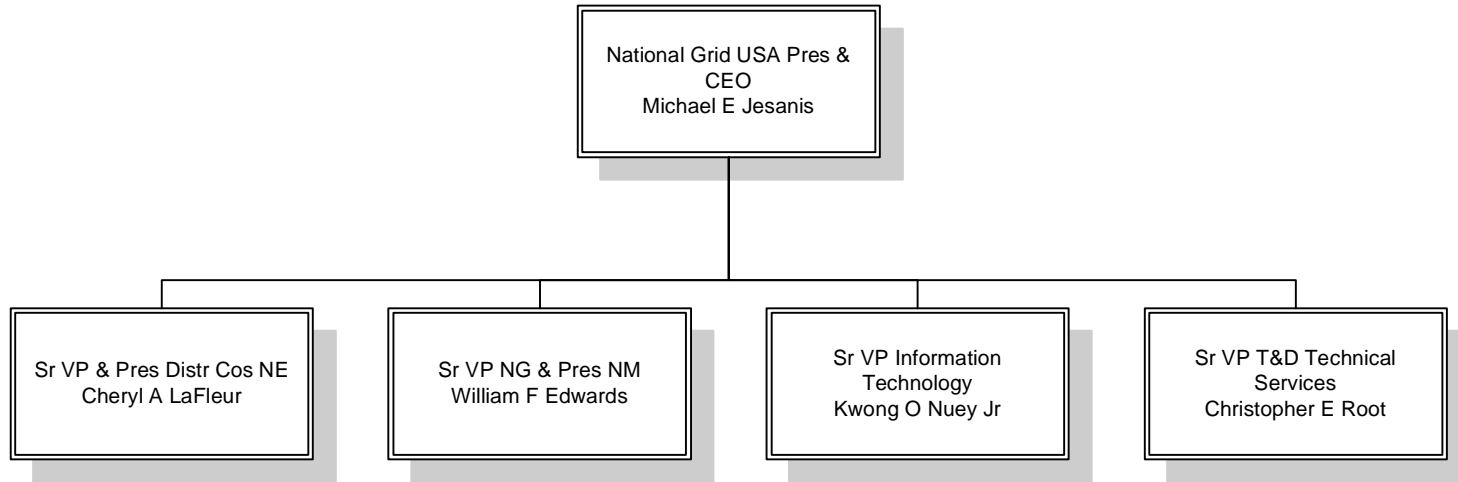 National Grid USA Pres &
CEO
Michael E Jesanis
Sr VP & Pres Distr Cos NE
Cheryl A LaFleur
Sr VP NG & Pres NM
William F Edwards
Sr VP Information
Technology
Kwong O Nuey Jr
Sr VP T&D Technical
Services
Christopher E Root